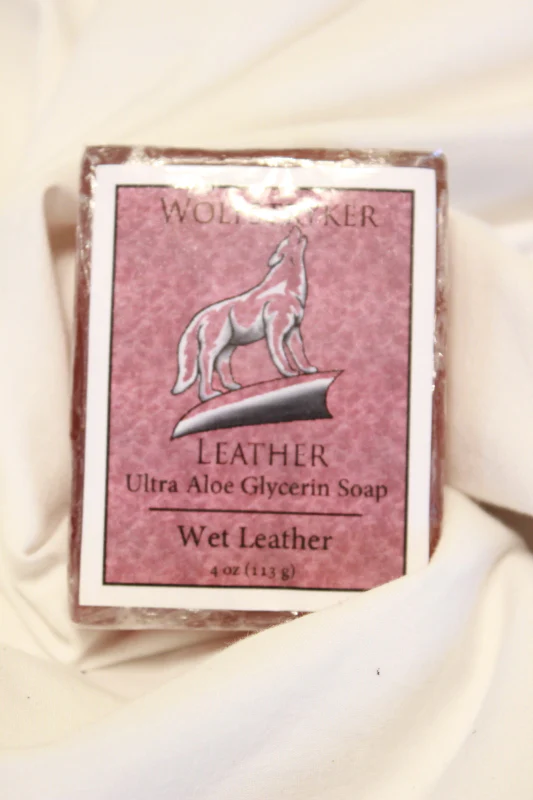 LEATHER
Ultra Aloe Glycerin Soap
Wet Leather
4 oz (113 g)